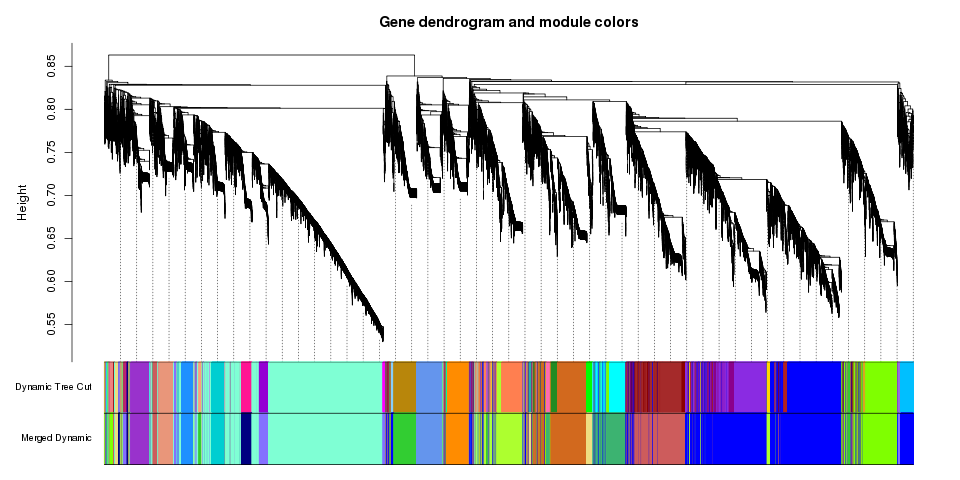 Gene dendrogram and module colors
0.85
0.80
0.75
0.70
0.65
0.60
0.55
Height
Dynamic Tree Cut
Merged Dynamic